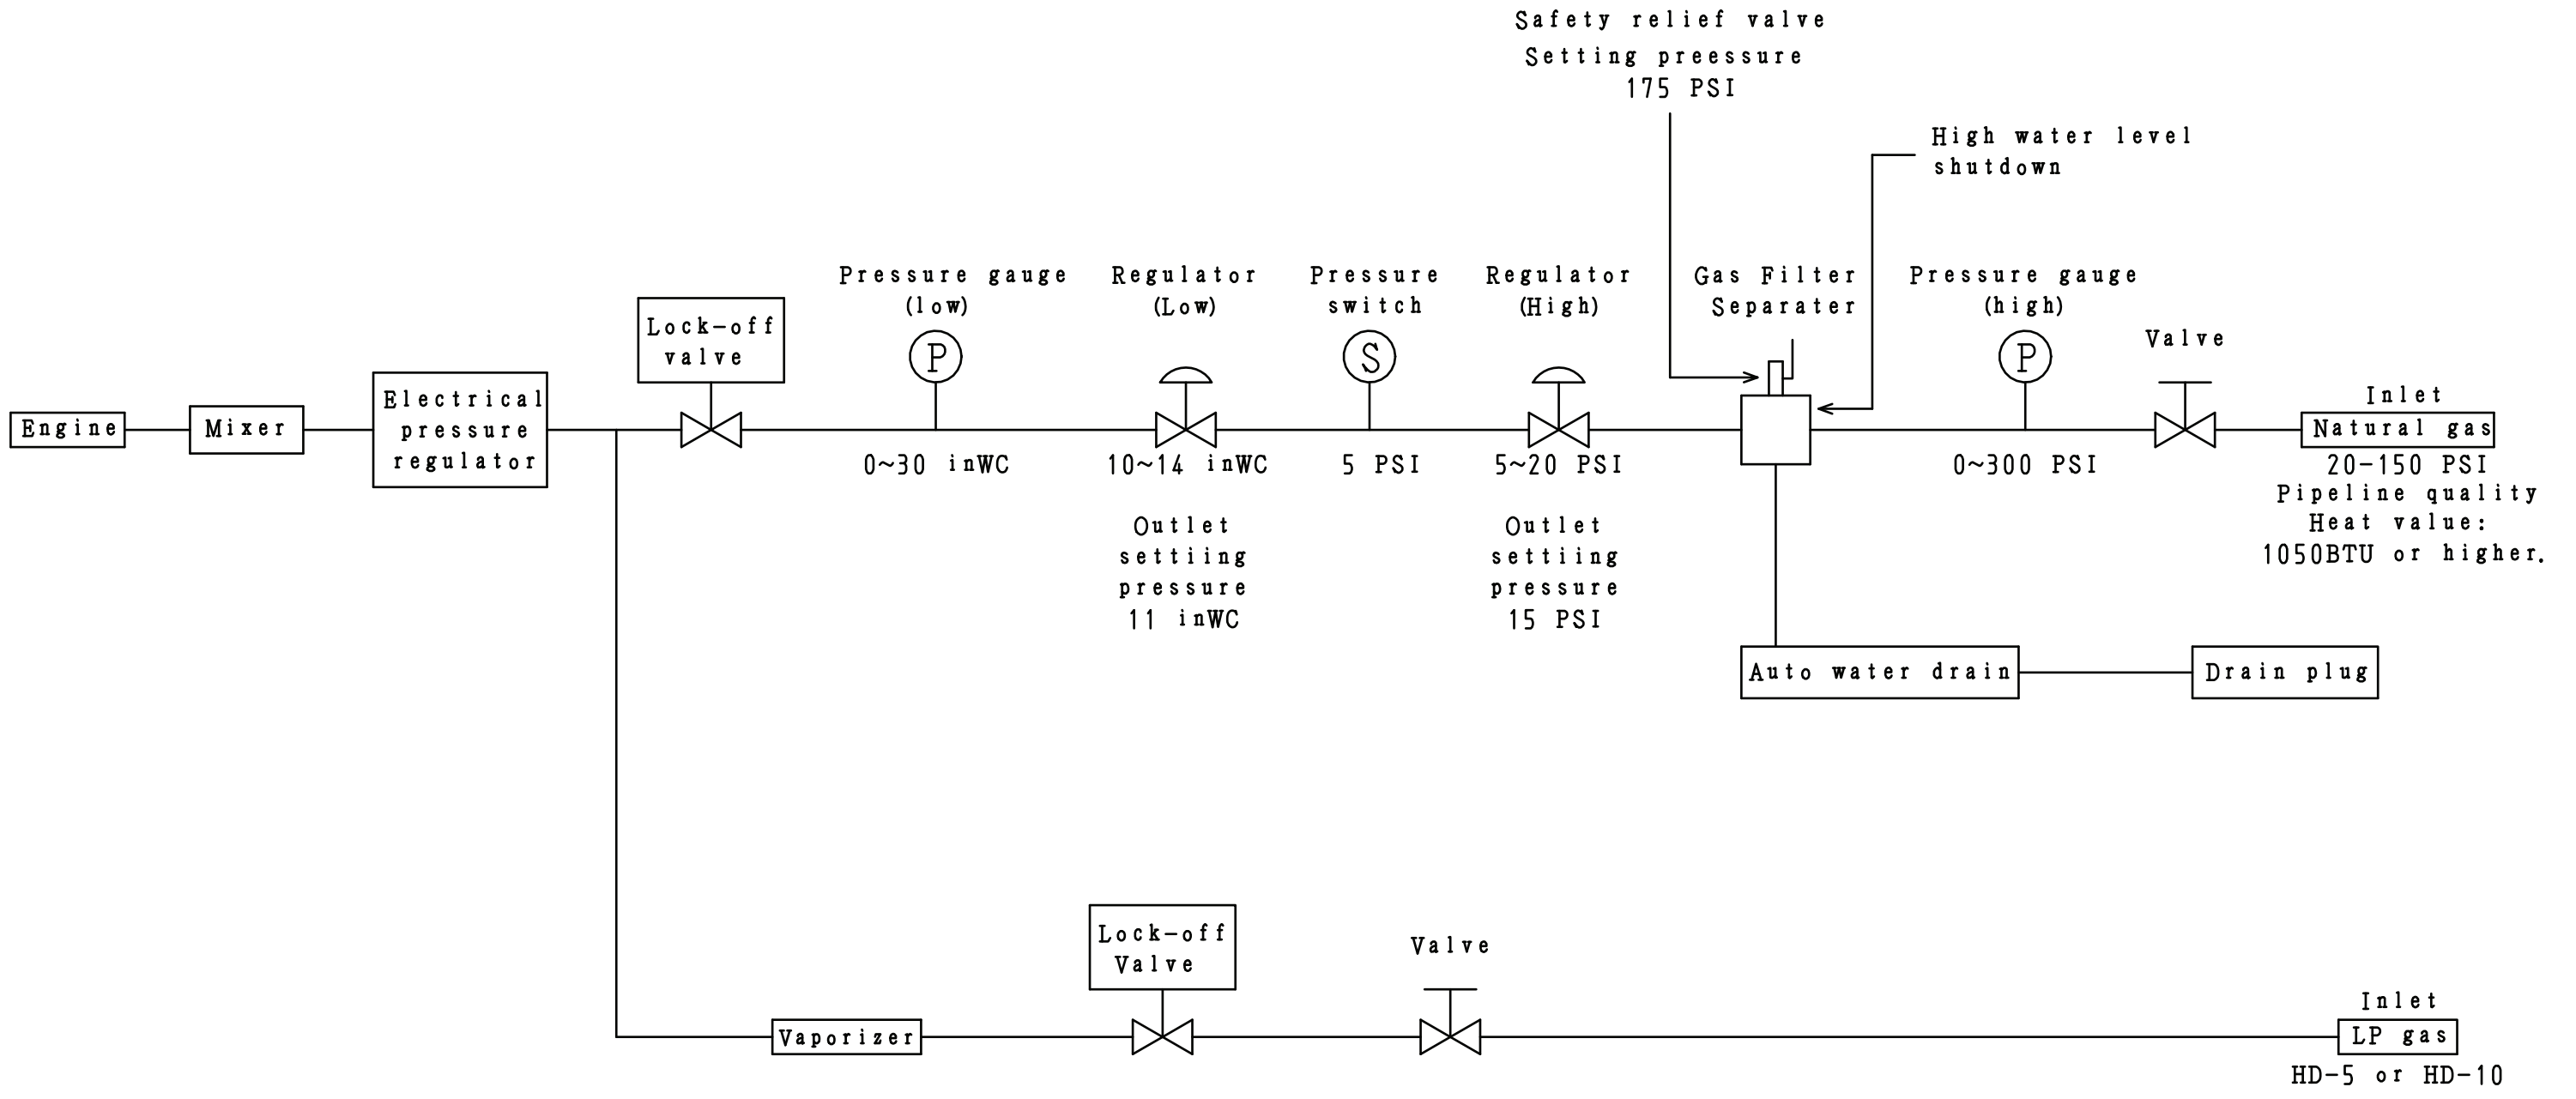 Safety relief valve
Setting preessure
175 PSI
High water level
shutdown
Pressure gauge
(low)
Regulator
(Low)
Pressure
switch
Regulator
(High)
Gas Filter
Separater
Pressure gauge
(high)
Valve
Lock-off
valve
P
S
P
Engine
Mixer
Electrical
pressure
regulator
Inlet
Natural gas
20-150 PSI
Pipeline quality
Heat value:
1050BTU or higher.
0~30 inWC
10~14 inWC
5 PSI
5~20 PSI
0~300 PSI
Outlet
settiing
pressure
11 inWC
Outlet
settiing
pressure
15 PSI
Auto water drain
Drain plug
Lock-off
Valve
Valve
Vaporizer
Inlet
LP gas
HD-5 or HD-10